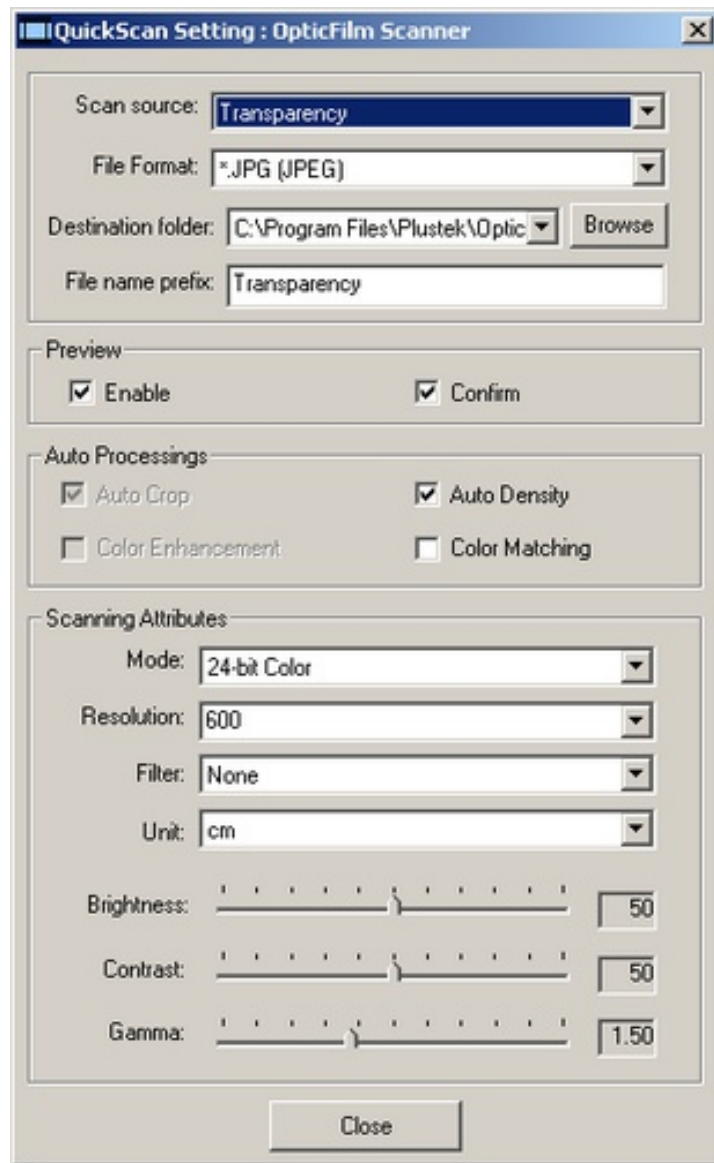 QuickScan Setting : OpticFilm Scanner
Scan source: Transparency
File Format: *.JPG (JPEG)
Destination folder: C:\Program Files\Plustek\Optic Browse
File name prefix: Transparency
Preview
Enable Confirm
Auto Processings
Auto Crop Auto Density
Color Enhancement Color Matching
Scanning Attributes
Mode: 24-bit Color
Resolution: 600
Filter: None
Unit: cm
Brightness: 50
Contrast: 50
Gamma: 1.50
Close